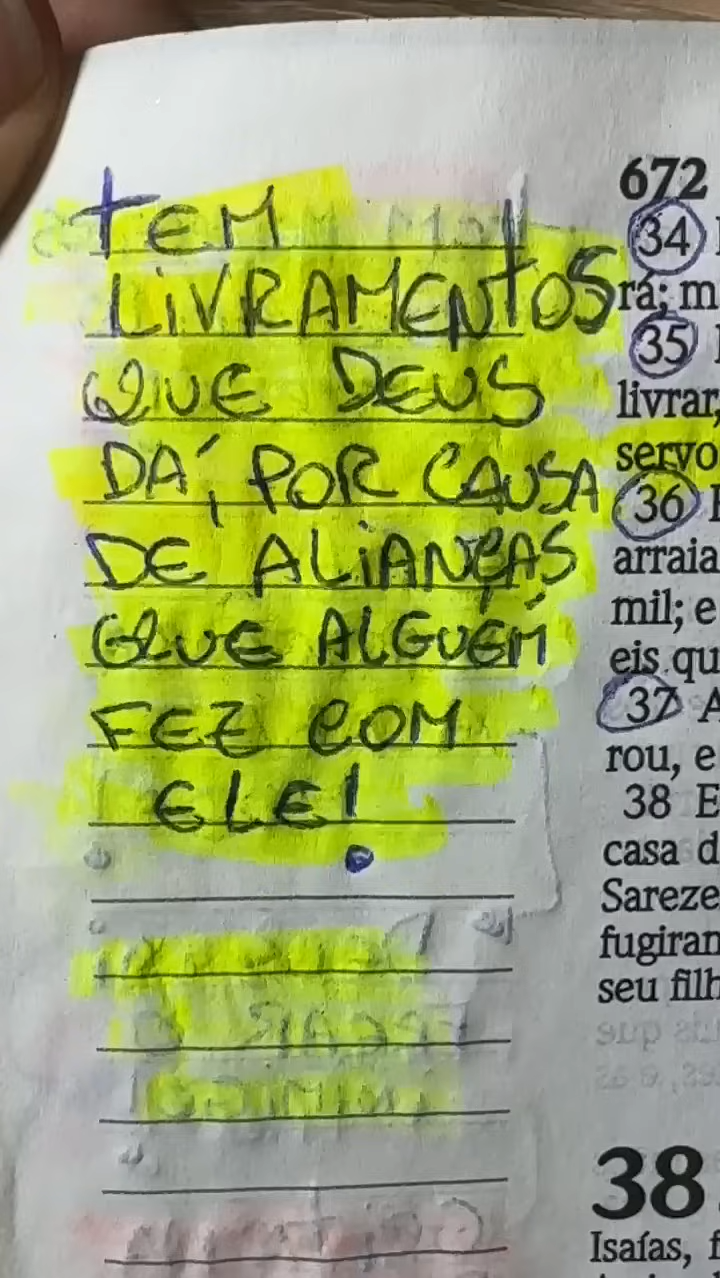 TEM
LIVRAMENTOS
QUE DEUS
DÁ, POR CAUSA
DE ALIANÇAS
QUE ALGUÉM
FEZ COM
ELE!
672
34
rá; m
35
livrar,
servo
36
arraia
mil; e
eis qu
37 A
rou, e
38 E
casa d
Sareze
fugiran
seu filh
38
Isaías, f